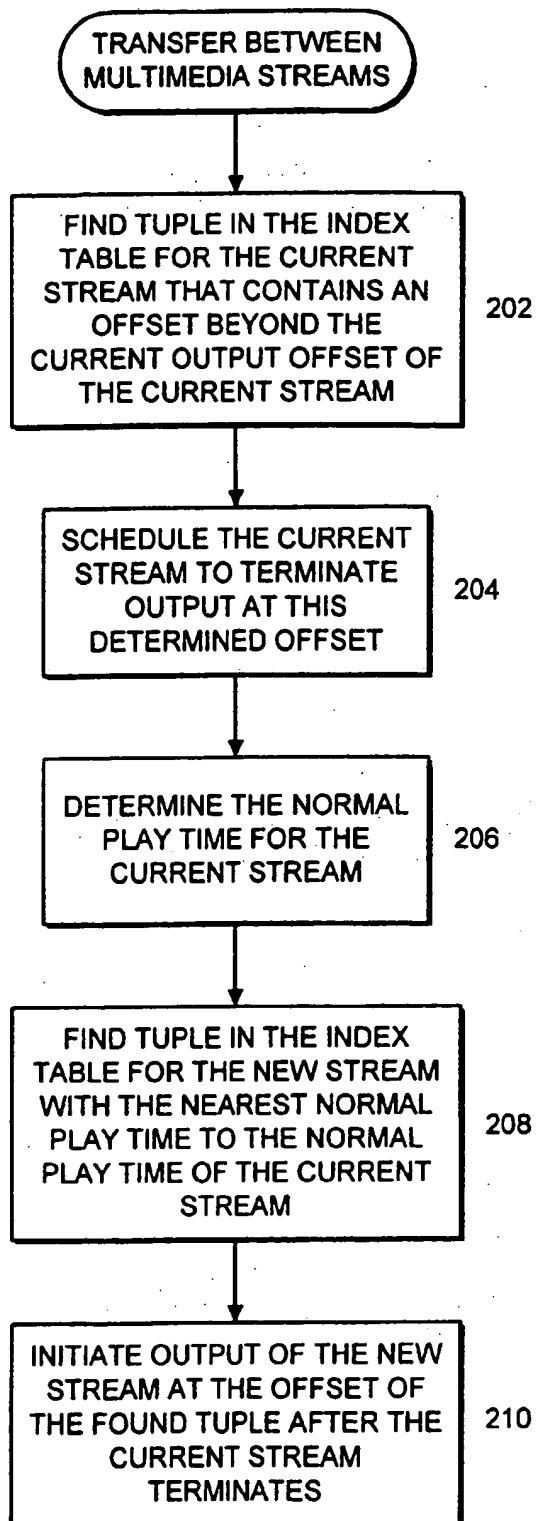 TRANSFER BETWEEN
MULTIMEDIA STREAMS
FIND TUPLE IN THE INDEX
TABLE FOR THE CURRENT
STREAM THAT CONTAINS AN
OFFSET BEYOND THE
CURRENT OUTPUT OFFSET OF
THE CURRENT STREAM
202
SCHEDULE THE CURRENT
STREAM TO TERMINATE
OUTPUT AT THIS
DETERMINED OFFSET
204
DETERMINE THE NORMAL
PLAY TIME FOR THE
CURRENT STREAM
206
FIND TUPLE IN THE INDEX
TABLE FOR THE NEW STREAM
WITH THE NEAREST NORMAL
PLAY TIME TO THE NORMAL
PLAY TIME OF THE CURRENT
STREAM
208
INITIATE OUTPUT OF THE NEW
STREAM AT THE OFFSET OF
THE FOUND TUPLE AFTER THE
CURRENT STREAM
TERMINATES
210